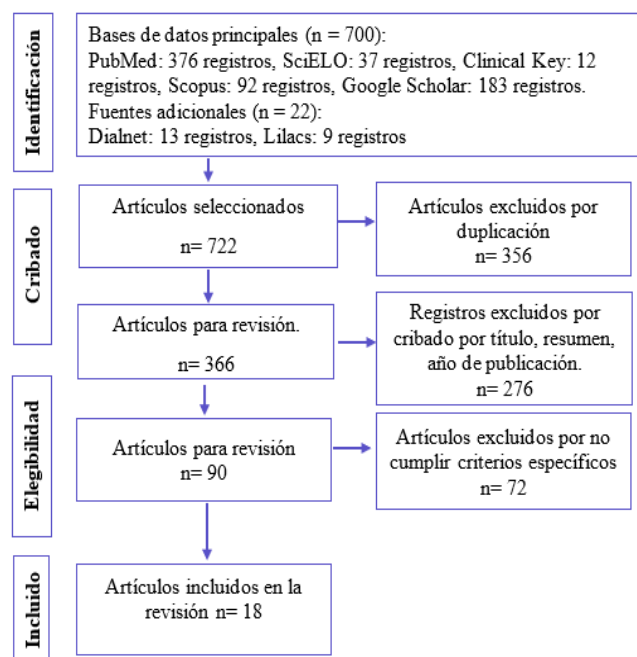 Identificación
Bases de datos principales (n = 700):
PubMed: 376 registros, SciELO: 37 registros, Clinical Key: 12
registros, Scopus: 92 registros, Google Scholar: 183 registros.
Fuentes adicionales (n = 22):
Dialnet: 13 registros, Lilacs: 9 registros
Cribado
Artículos seleccionados
n= 722
Artículos excluidos por
duplicación
n= 356
Artículos para revisión.
n= 366
Registros excluidos por
cribado por título, resumen,
año de publicación.
n= 276
Elegibilidad
Artículos para revisión
n= 90
Artículos excluidos por no
cumplir criterios específicos
n= 72
Incluido
Artículos incluidos en la
revisión n= 18